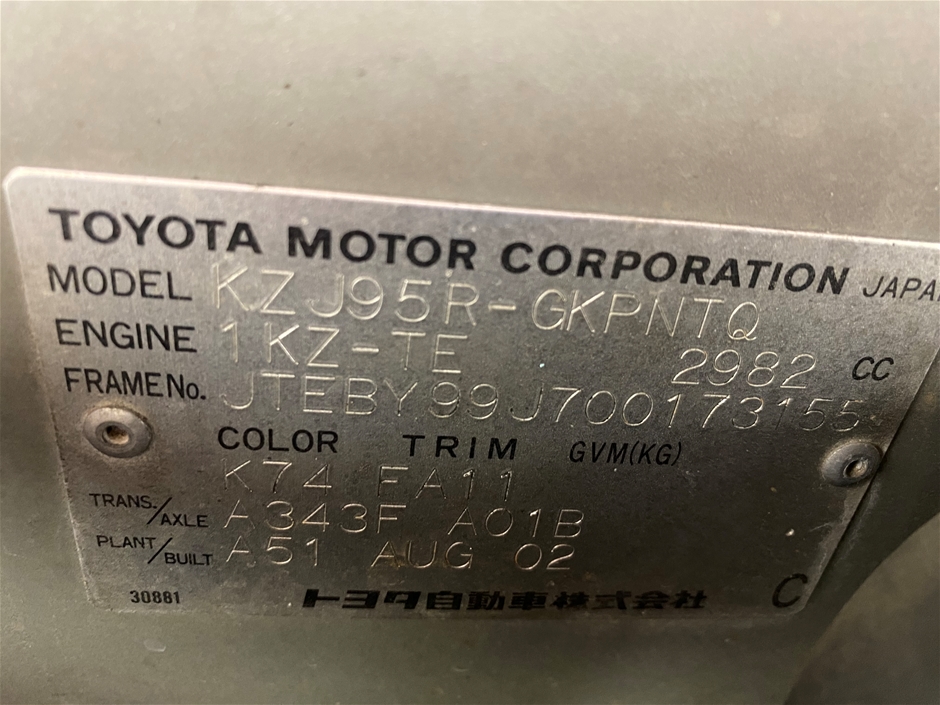 TOYOTA MOTOR CORPORATION JAPAN
MODEL KZJ95R-GKPNTQ
ENGINE 1KZ-TE 2982 CC
FRAME No. JTEBY99J700173155
COLOR TRIM GVM(KG)
K74 FA11
TRANS./AXLE A343F A01B
PLANT/BUILT A51 AUG 02
30881 トヨタ自動車株式会社 C